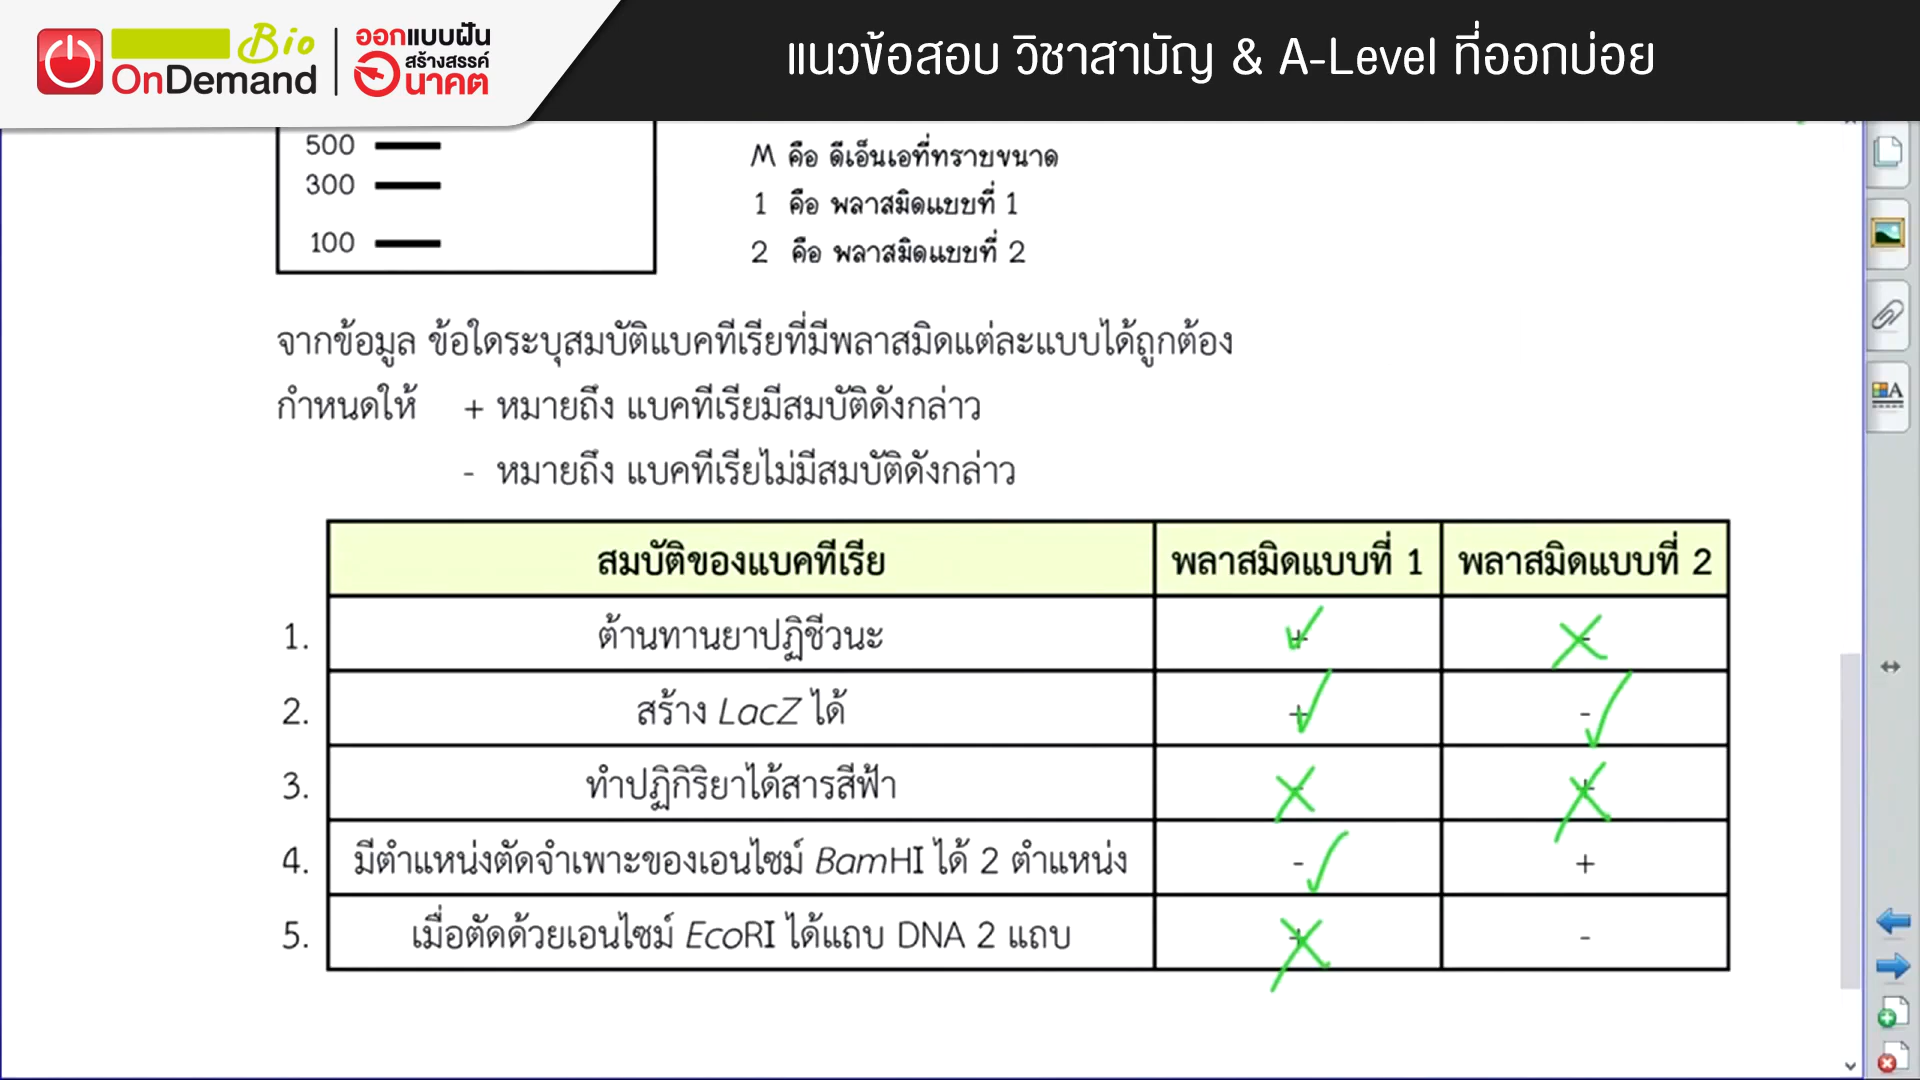 Bio
OnDemand
ออกแบบฝัน
สร้างสรรค์
อนาคต
แนวข้อสอบ วิชาสามัญ & A-Level ที่ออกบ่อย
500
300
100
M คือ ดีเอ็นเอที่ทราบขนาด
1 คือ พลาสมิดแบบที่ 1
2 คือ พลาสมิดแบบที่ 2
จากข้อมูล ข้อใดระบุสมบัติแบคทีเรียที่มีพลาสมิดแต่ละแบบได้ถูกต้อง
กำหนดให้ + หมายถึง แบคทีเรียมีสมบัติดังกล่าว
- หมายถึง แบคทีเรียไม่มีสมบัติดังกล่าว
สมบัติของแบคทีเรีย พลาสมิดแบบที่ 1 พลาสมิดแบบที่ 2
1. ต้านทานยาปฏิชีวนะ + -
2. สร้าง LacZ ได้ + -
3. ทำปฏิกิริยาได้สารสีฟ้า - +
4. มีตำแหน่งตัดจำเพาะของเอนไซม์ BamHI ได้ 2 ตำแหน่ง - +
5. เมื่อตัดด้วยเอนไซม์ EcoRI ได้แถบ DNA 2 แถบ + -